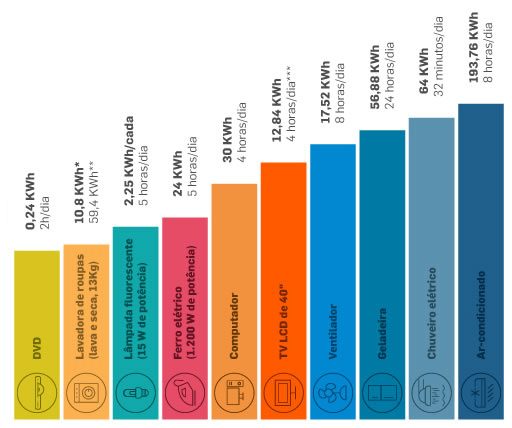 0,24 KWh
2h/dia
10,8 KWh*
59,4 KWh**
2,25 KWh/cada
5 horas/dia
24 KWh
5 horas/dia
30 KWh
4 horas/dia
12,84 KWh
4 horas/dia***
17,52 KWh
8 horas/dia
56,88 KWh
24 horas/dia
64 KWh
32 minutos/dia
193,76 KWh
8 horas/dia
DVD
Lavadora de roupas
(lava e seca, 13Kg)
Lâmpada fluorescente
(15 W de potência)
Ferro elétrico
(1.200 W de potência)
Computador
TV LCD de 40"
Ventilador
Geladeira
Chuveiro elétrico
Ar-condicionado